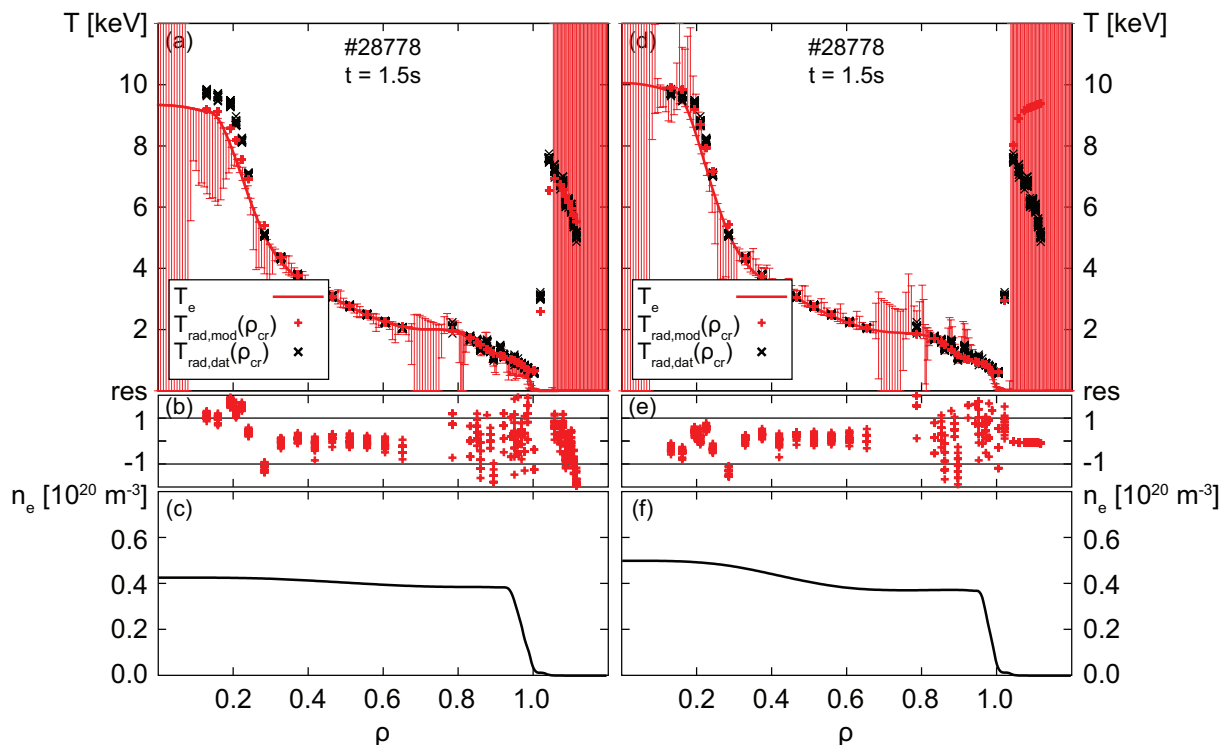 T [keV]
(a)
#28778
t = 1.5s
10
8
6
4
2
T_e
T_rad,mod(ρ_cr)
T_rad,dat(ρ_cr)
res
(b)
1
-1
n_e [10^20 m^-3]
(c)
0.6
0.4
0.2
0.0
0.2
0.4
0.6
0.8
1.0
ρ
T [keV]
(d)
#28778
t = 1.5s
10
8
6
4
2
T_e
T_rad,mod(ρ_cr)
T_rad,dat(ρ_cr)
res
(e)
1
-1
n_e [10^20 m^-3]
(f)
0.6
0.4
0.2
0.0
0.2
0.4
0.6
0.8
1.0
ρ